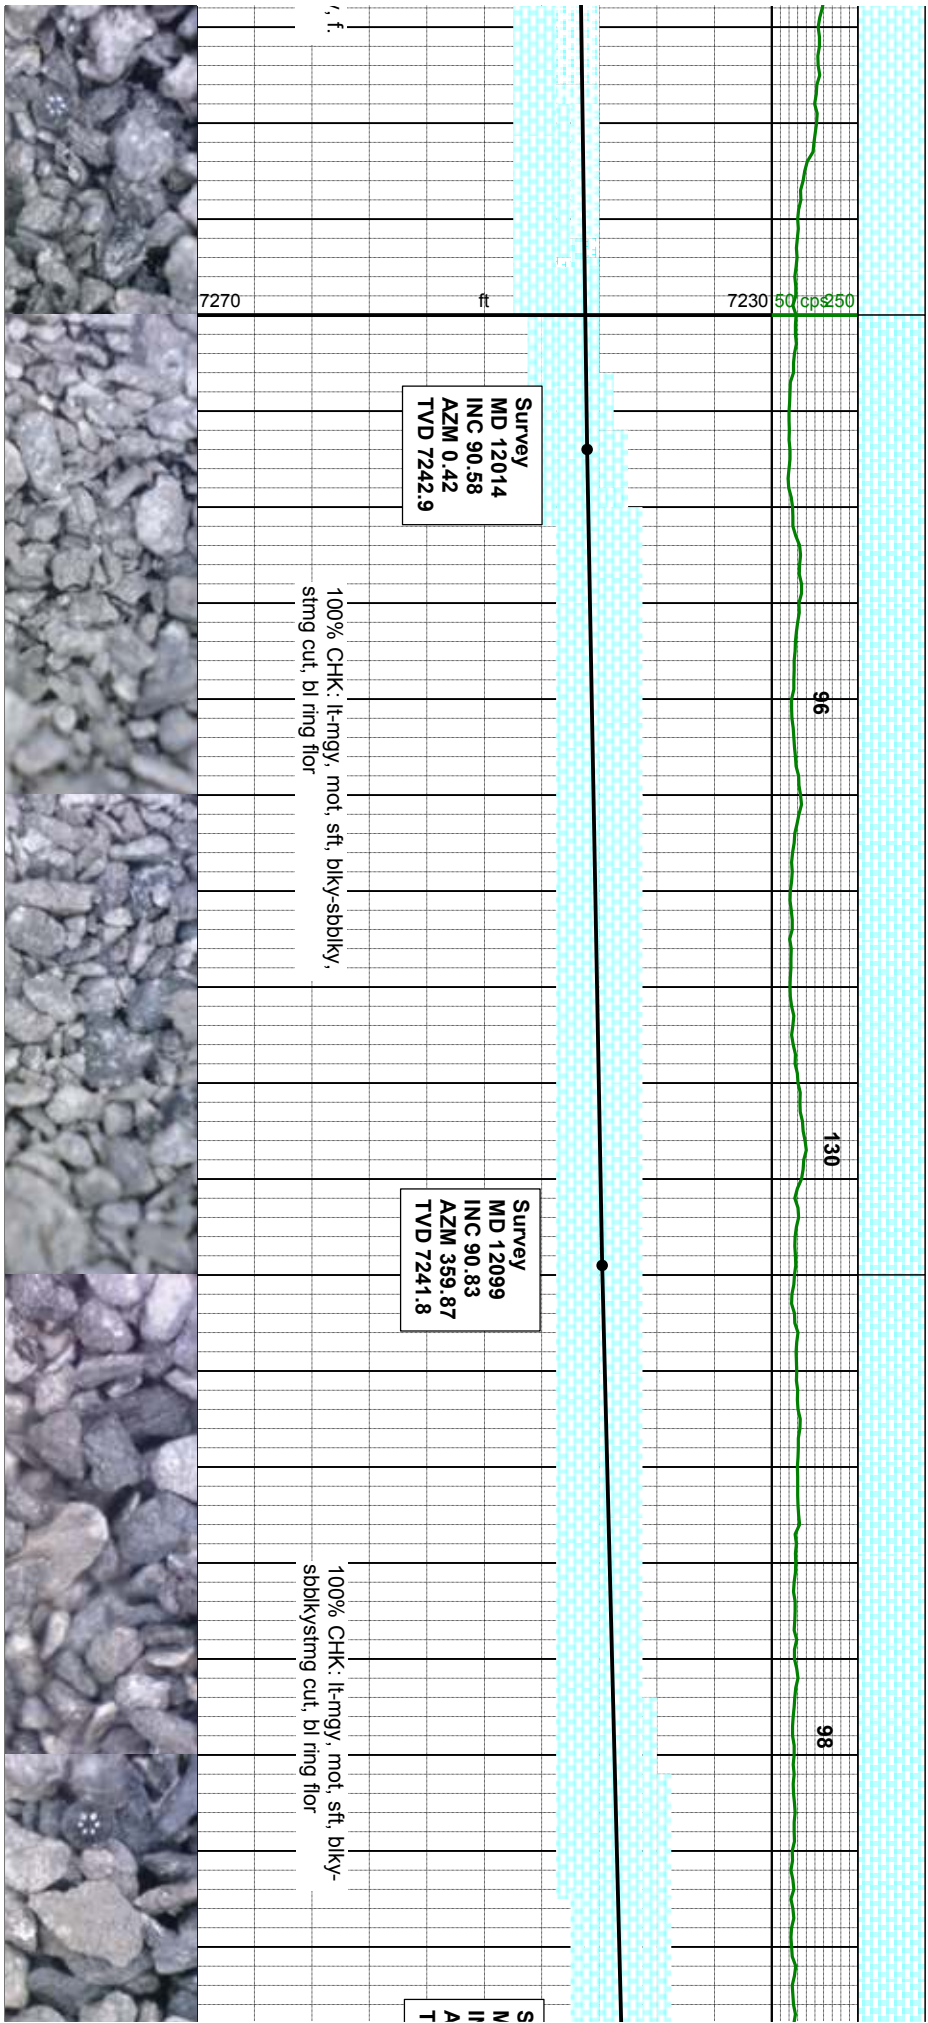 , f.
7270 ft 7230 50 cps 250
Survey
MD 12014
INC 90.58
AZM 0.42
TVD 7242.9
100% CHK: lt-mgy, mot, sft, blky-sbblky,
stmg cut, bl ring flor
96
130
Survey
MD 12099
INC 90.83
AZM 359.87
TVD 7241.8
100% CHK: lt-mgy, mot, sft, blky-
sbblkystmg cut, bl ring flor
98